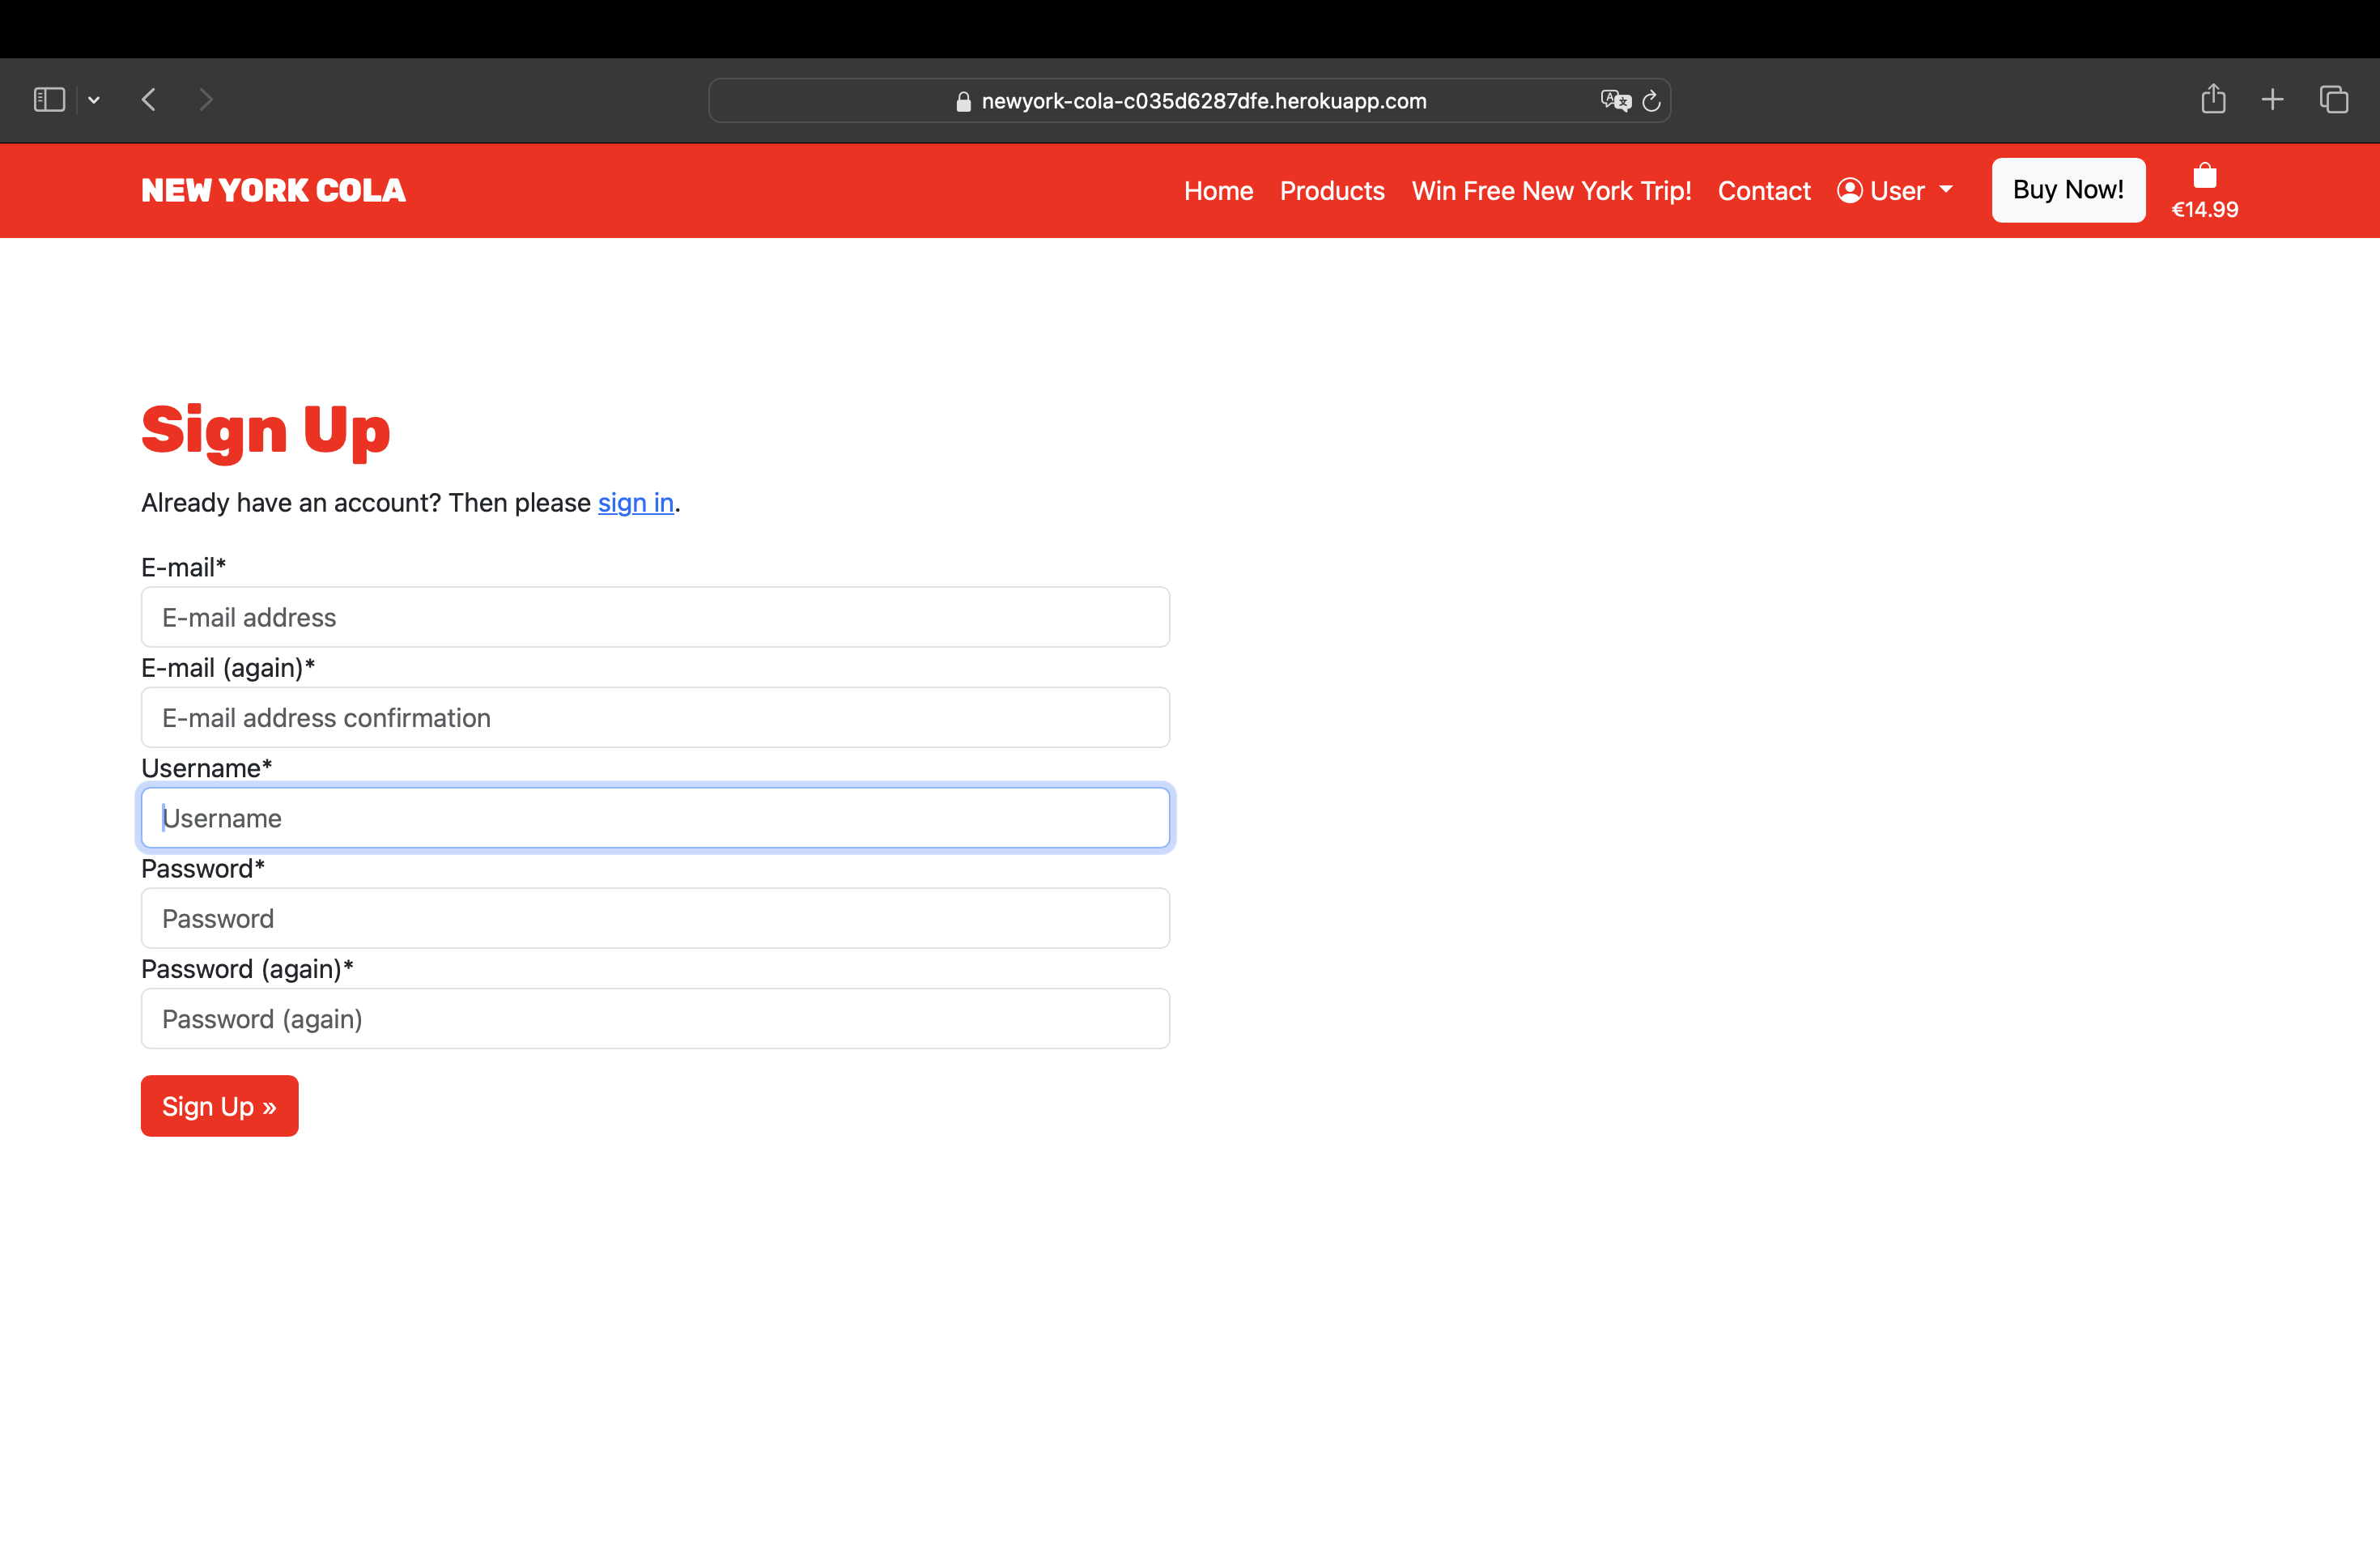 newyork-cola-c035d6287dfe.herokuapp.com
NEW YORK COLA
Home Products Win Free New York Trip! Contact User Buy Now! €14.99
Sign Up
Already have an account? Then please sign in.
E-mail*
E-mail address
E-mail (again)*
E-mail address confirmation
Username*
Username
Password*
Password
Password (again)*
Password (again)
Sign Up »